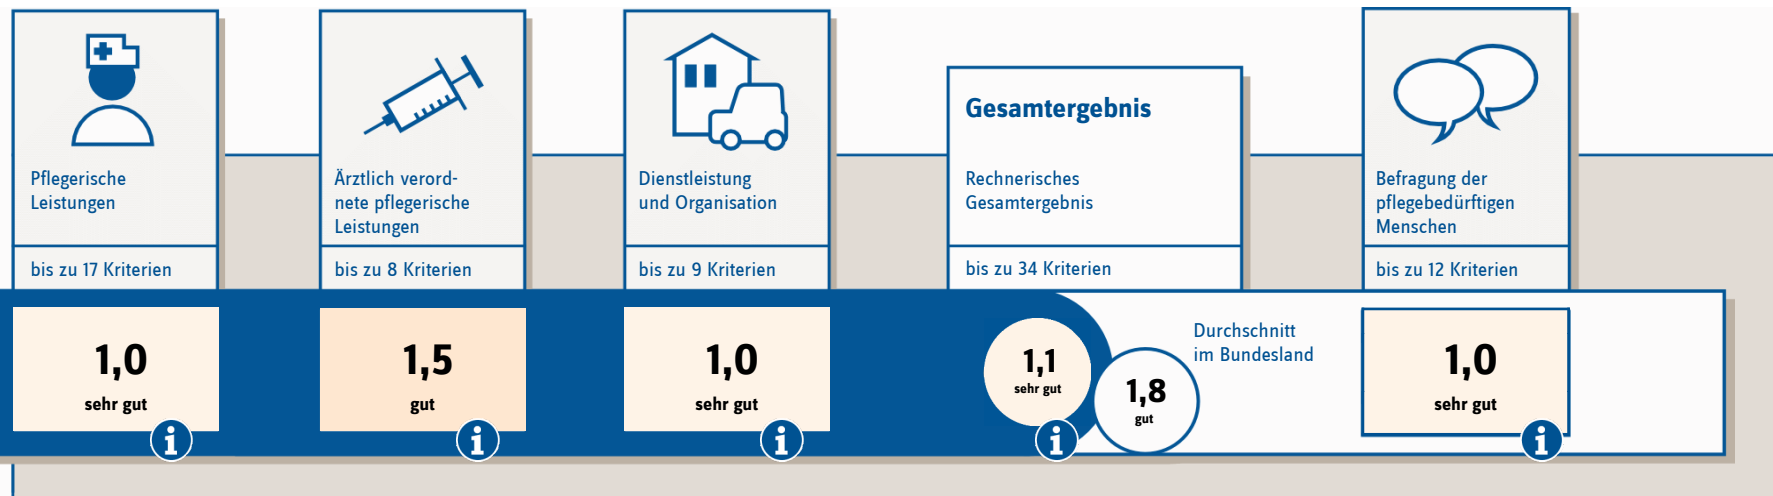 Pflegerische
Leistungen
bis zu 17 Kriterien
1,0
sehr gut
i
Ärztlich verord-
nete pflegerische
Leistungen
bis zu 8 Kriterien
1,5
gut
i
Dienstleistung
und Organisation
bis zu 9 Kriterien
1,0
sehr gut
i
Gesamtergebnis
Rechnerisches
Gesamtergebnis
bis zu 34 Kriterien
1,1
sehr gut
i
1,8
gut
Durchschnitt
im Bundesland
Befragung der
pflegebedürftigen
Menschen
bis zu 12 Kriterien
1,0
sehr gut
i